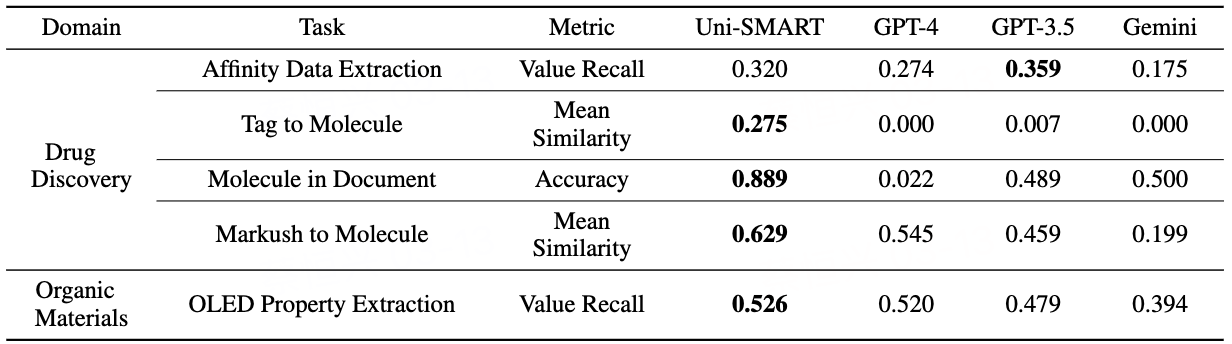 Domain Task Metric Uni-SMART GPT-4 GPT-3.5 Gemini
Affinity Data Extraction Value Recall 0.320 0.274 0.359 0.175
Tag to Molecule Mean Similarity 0.275 0.000 0.007 0.000
Drug Discovery
Molecule in Document Accuracy 0.889 0.022 0.489 0.500
Markush to Molecule Mean Similarity 0.629 0.545 0.459 0.199
Organic Materials OLED Property Extraction Value Recall 0.526 0.520 0.479 0.394